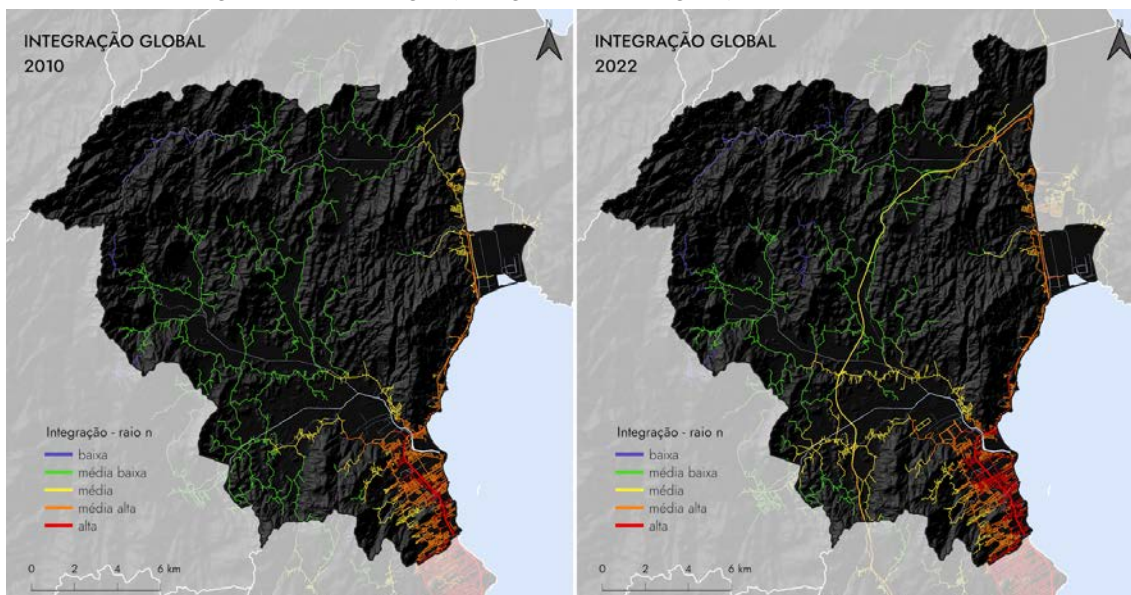 INTEGRAÇÃO GLOBAL
2010
N
Integração - raio n
baixa
média baixa
média
média alta
alta
0 2 4 6 km
INTEGRAÇÃO GLOBAL
2022
N
Integração - raio n
baixa
média baixa
média
média alta
alta
0 2 4 6 km